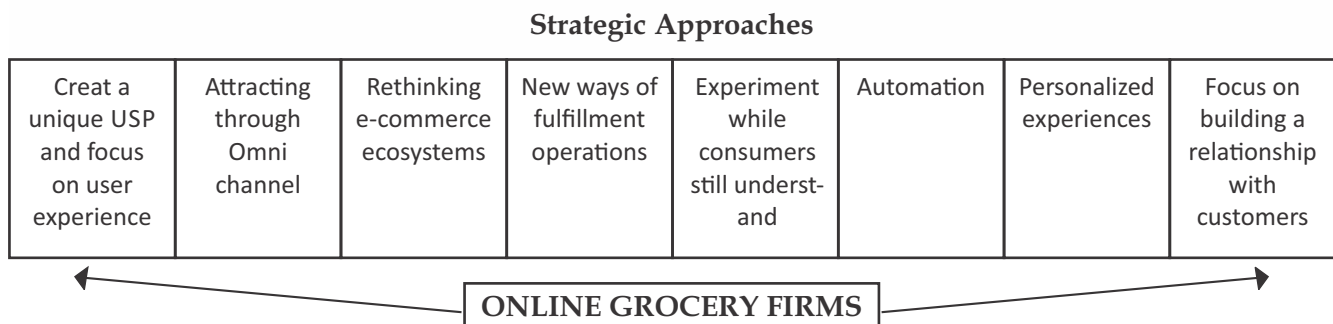 Strategic Approaches
Creat a
unique USP
and focus
on user
experience
Attracting
through
Omni
channel
Rethinking
e-commerce
ecosystems
New ways of
fulfillment
operations
Experiment
while
consumers
still underst-
and
Automation
Personalized
experiences
Focus on
building a
relationship
with
customers
ONLINE GROCERY FIRMS